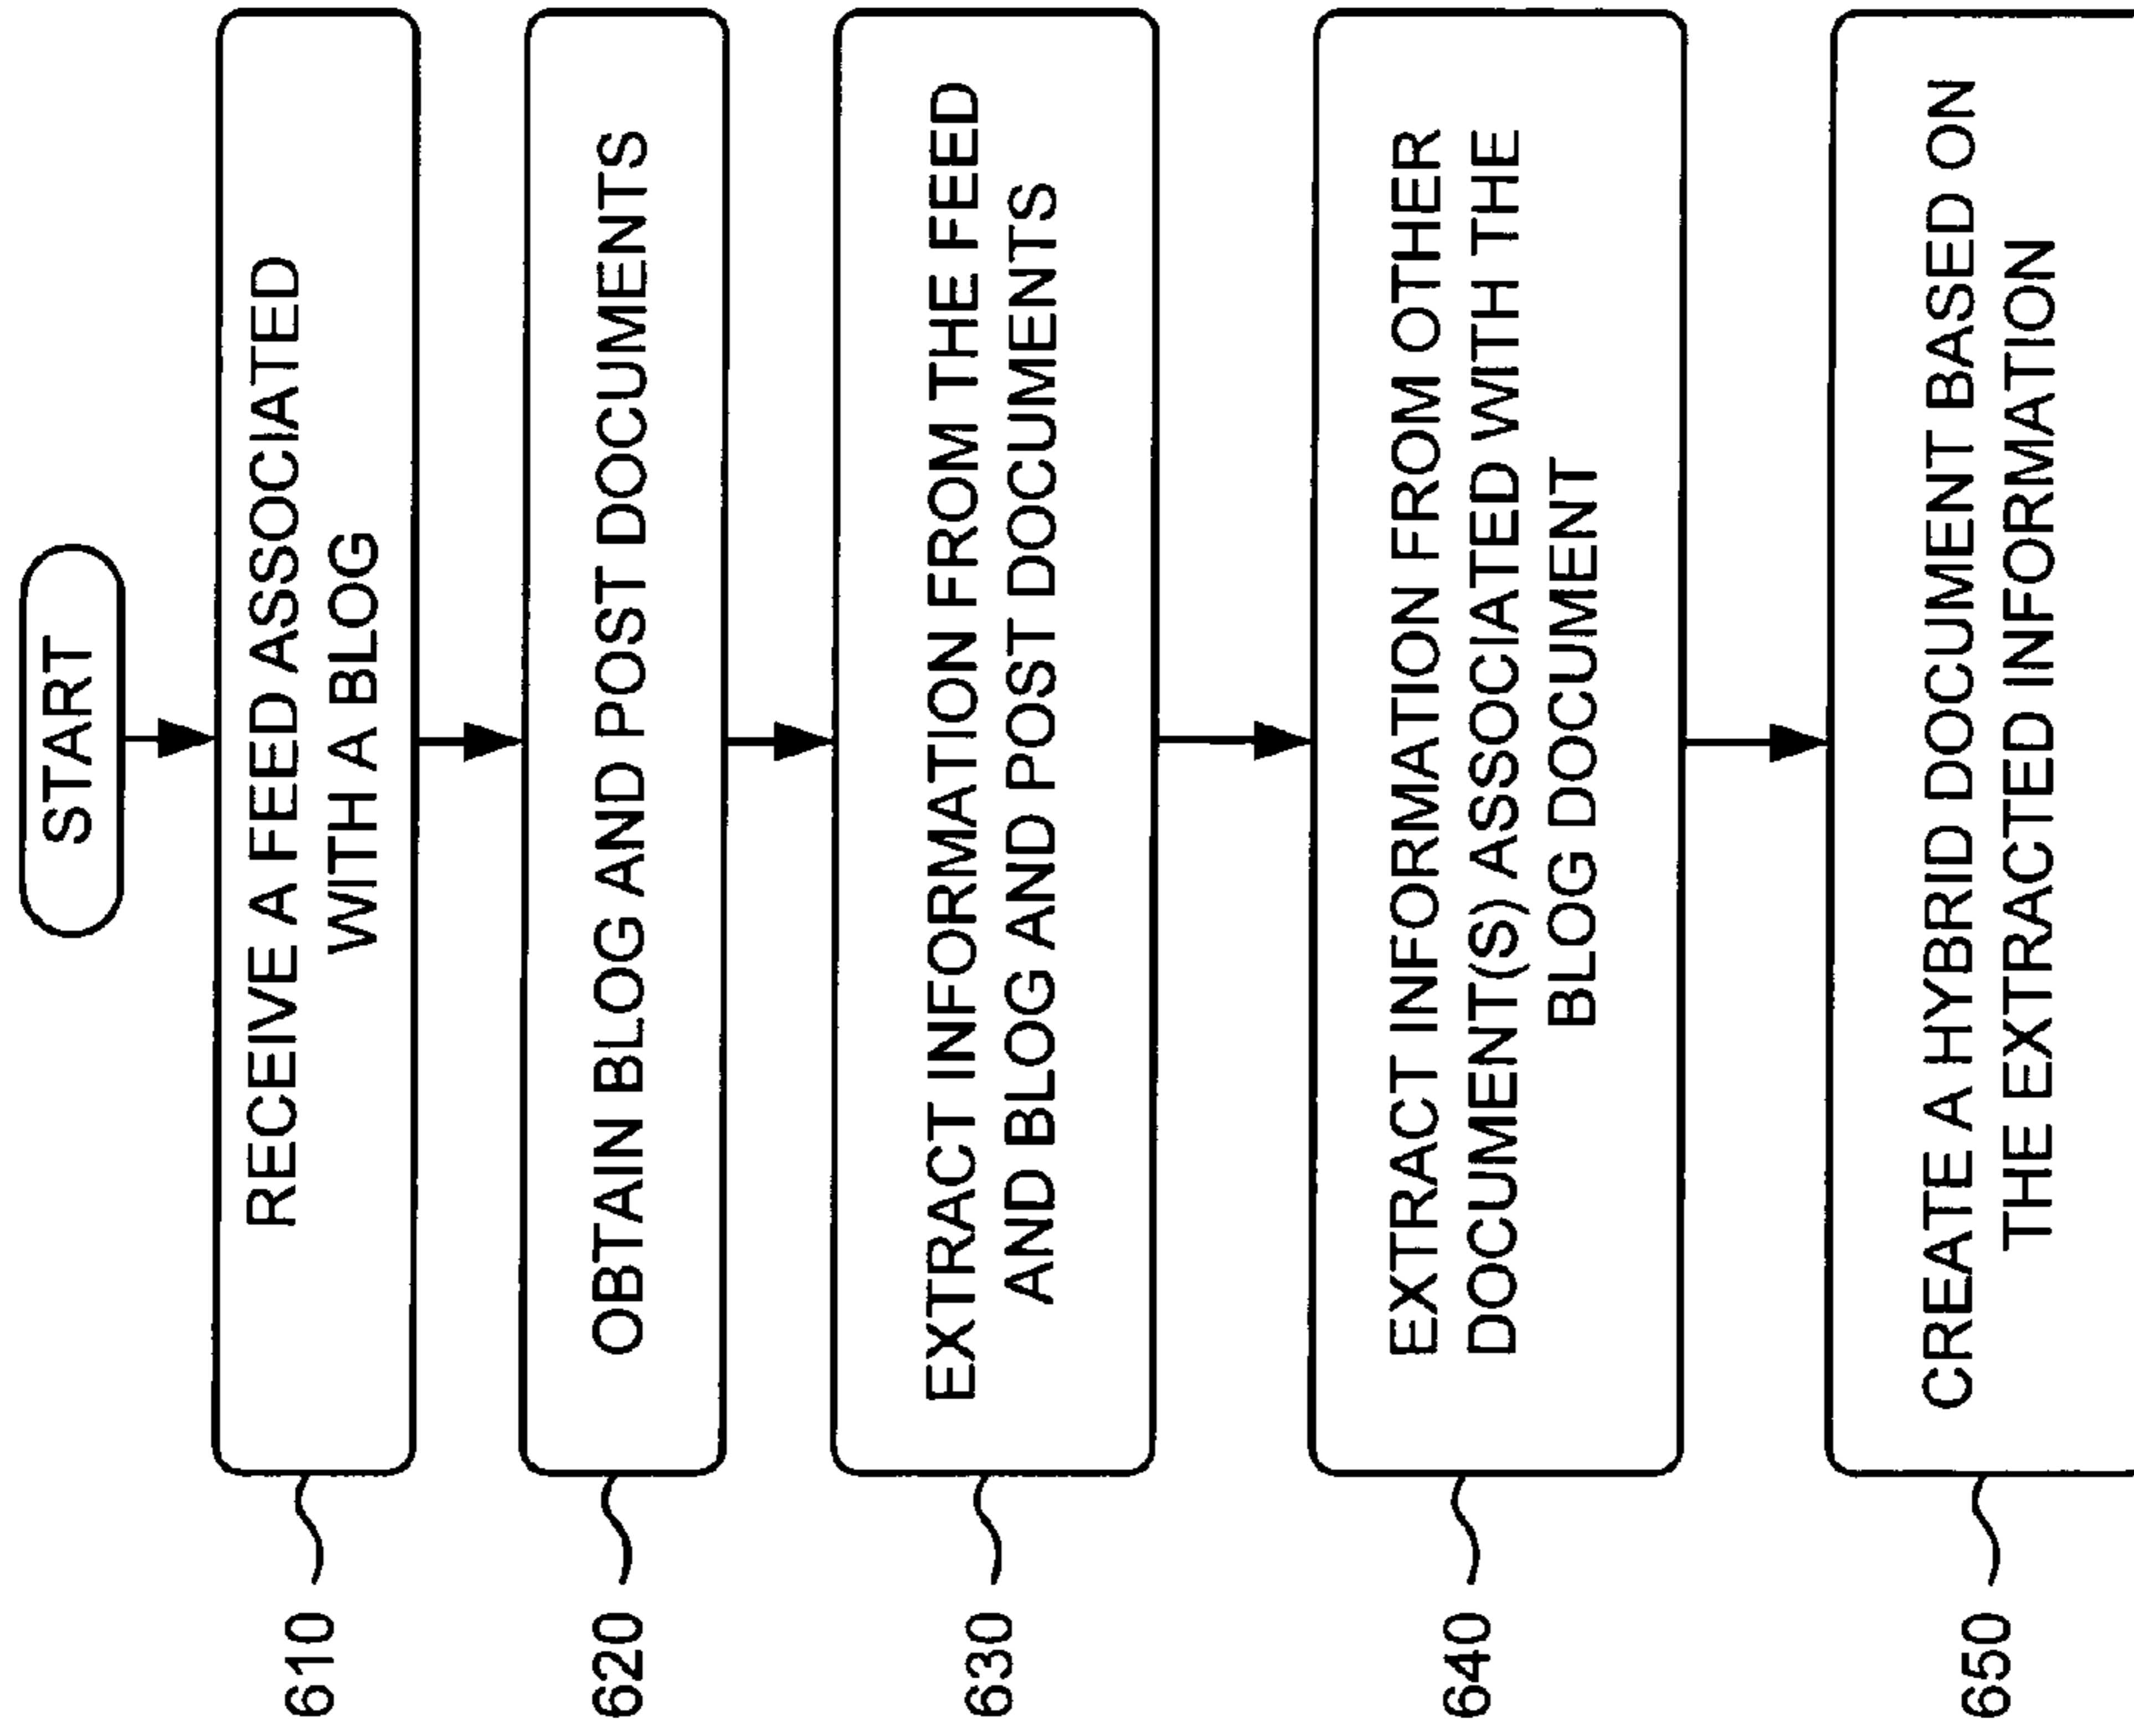 START
610
RECEIVE A FEED ASSOCIATED
WITH A BLOG
620
OBTAIN BLOG AND POST DOCUMENTS
630
EXTRACT INFORMATION FROM THE FEED
AND BLOG AND POST DOCUMENTS
640
EXTRACT INFORMATION FROM OTHER
DOCUMENT(S) ASSOCIATED WITH THE
BLOG DOCUMENT
650
CREATE A HYBRID DOCUMENT BASED ON
THE EXTRACTED INFORMATION